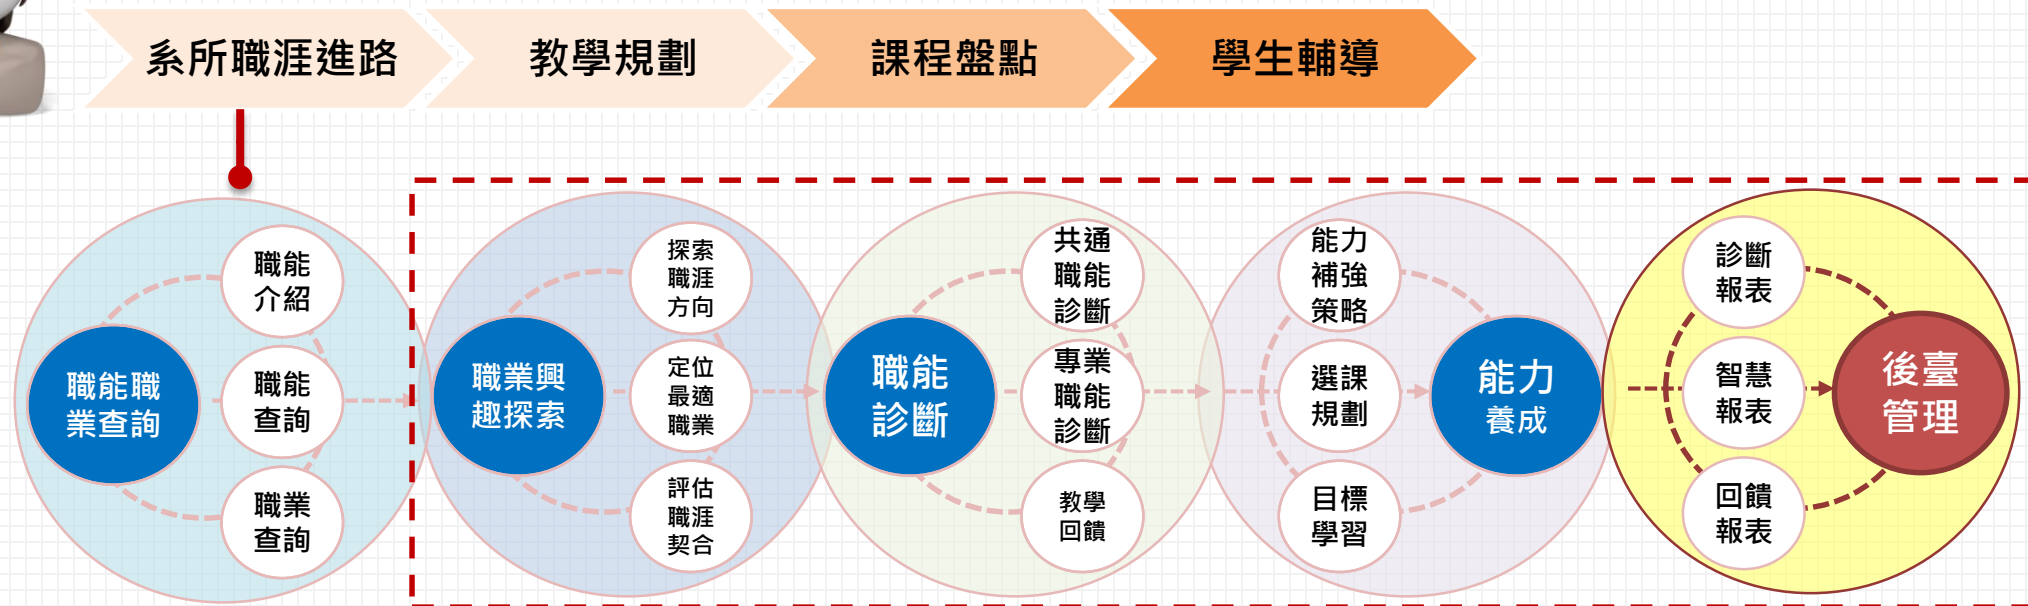 系所職涯進路
教學規劃
課程盤點
學生輔導
職能職
業查詢
職能
介紹
職能
查詢
職業
查詢
職業興
趣探索
探索
職涯
方向
定位
最適
職業
評估
職涯
契合
職能
診斷
共通
職能
診斷
專業
職能
診斷
教學
回饋
能力
補強
策略
選課
規劃
目標
學習
能力
養成
診斷
報表
智慧
報表
回饋
報表
後臺
管理